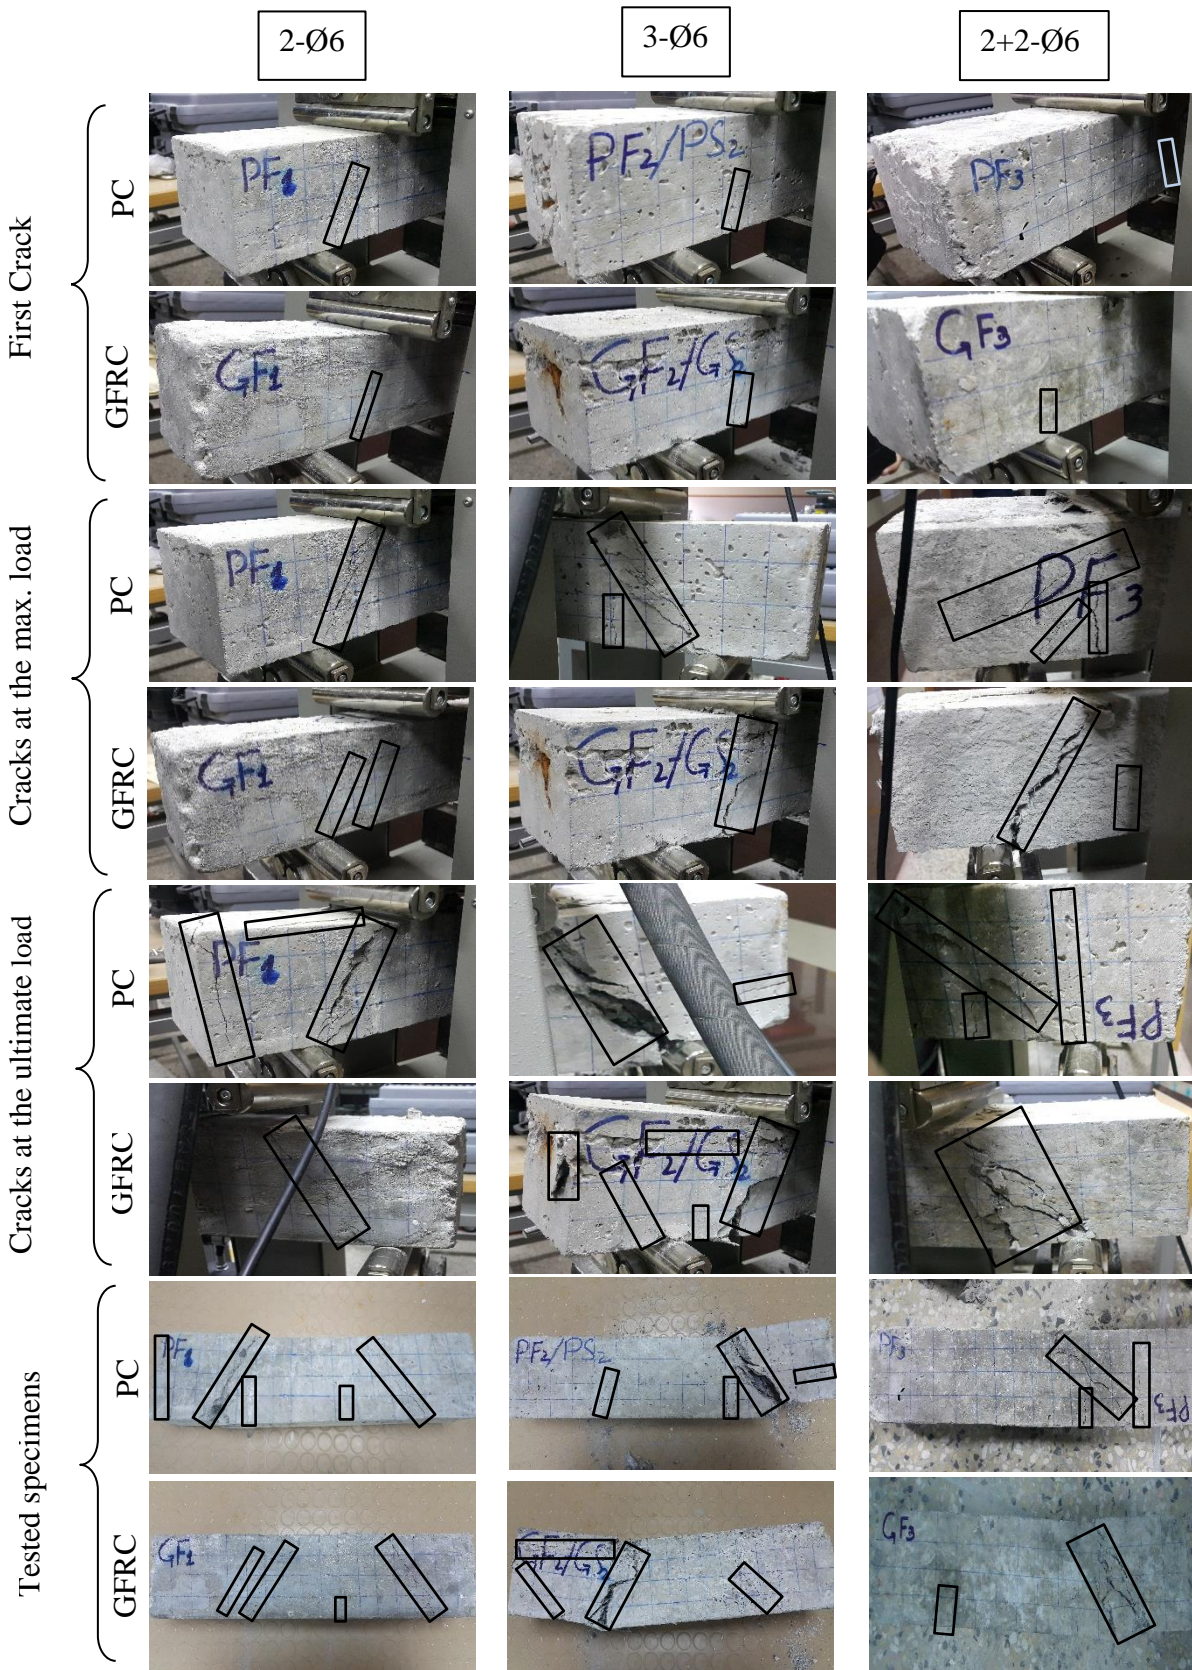 2-Ø6 3-Ø6 2+2-Ø6
First Crack
PC
PF1 PF2/PS2 PF3
GFRC
GF1 GF2/GS2 GF3
Cracks at the max. load
PC
PF1 PF3
GFRC
GF1 GF2/GS2
Cracks at the ultimate load
PC
PF1 PF3
GFRC
GF2/GS2
Tested specimens
PC
PF1 PF2/PS2 PF3 PF3
GFRC
GF1 GF2/GS2 GF3